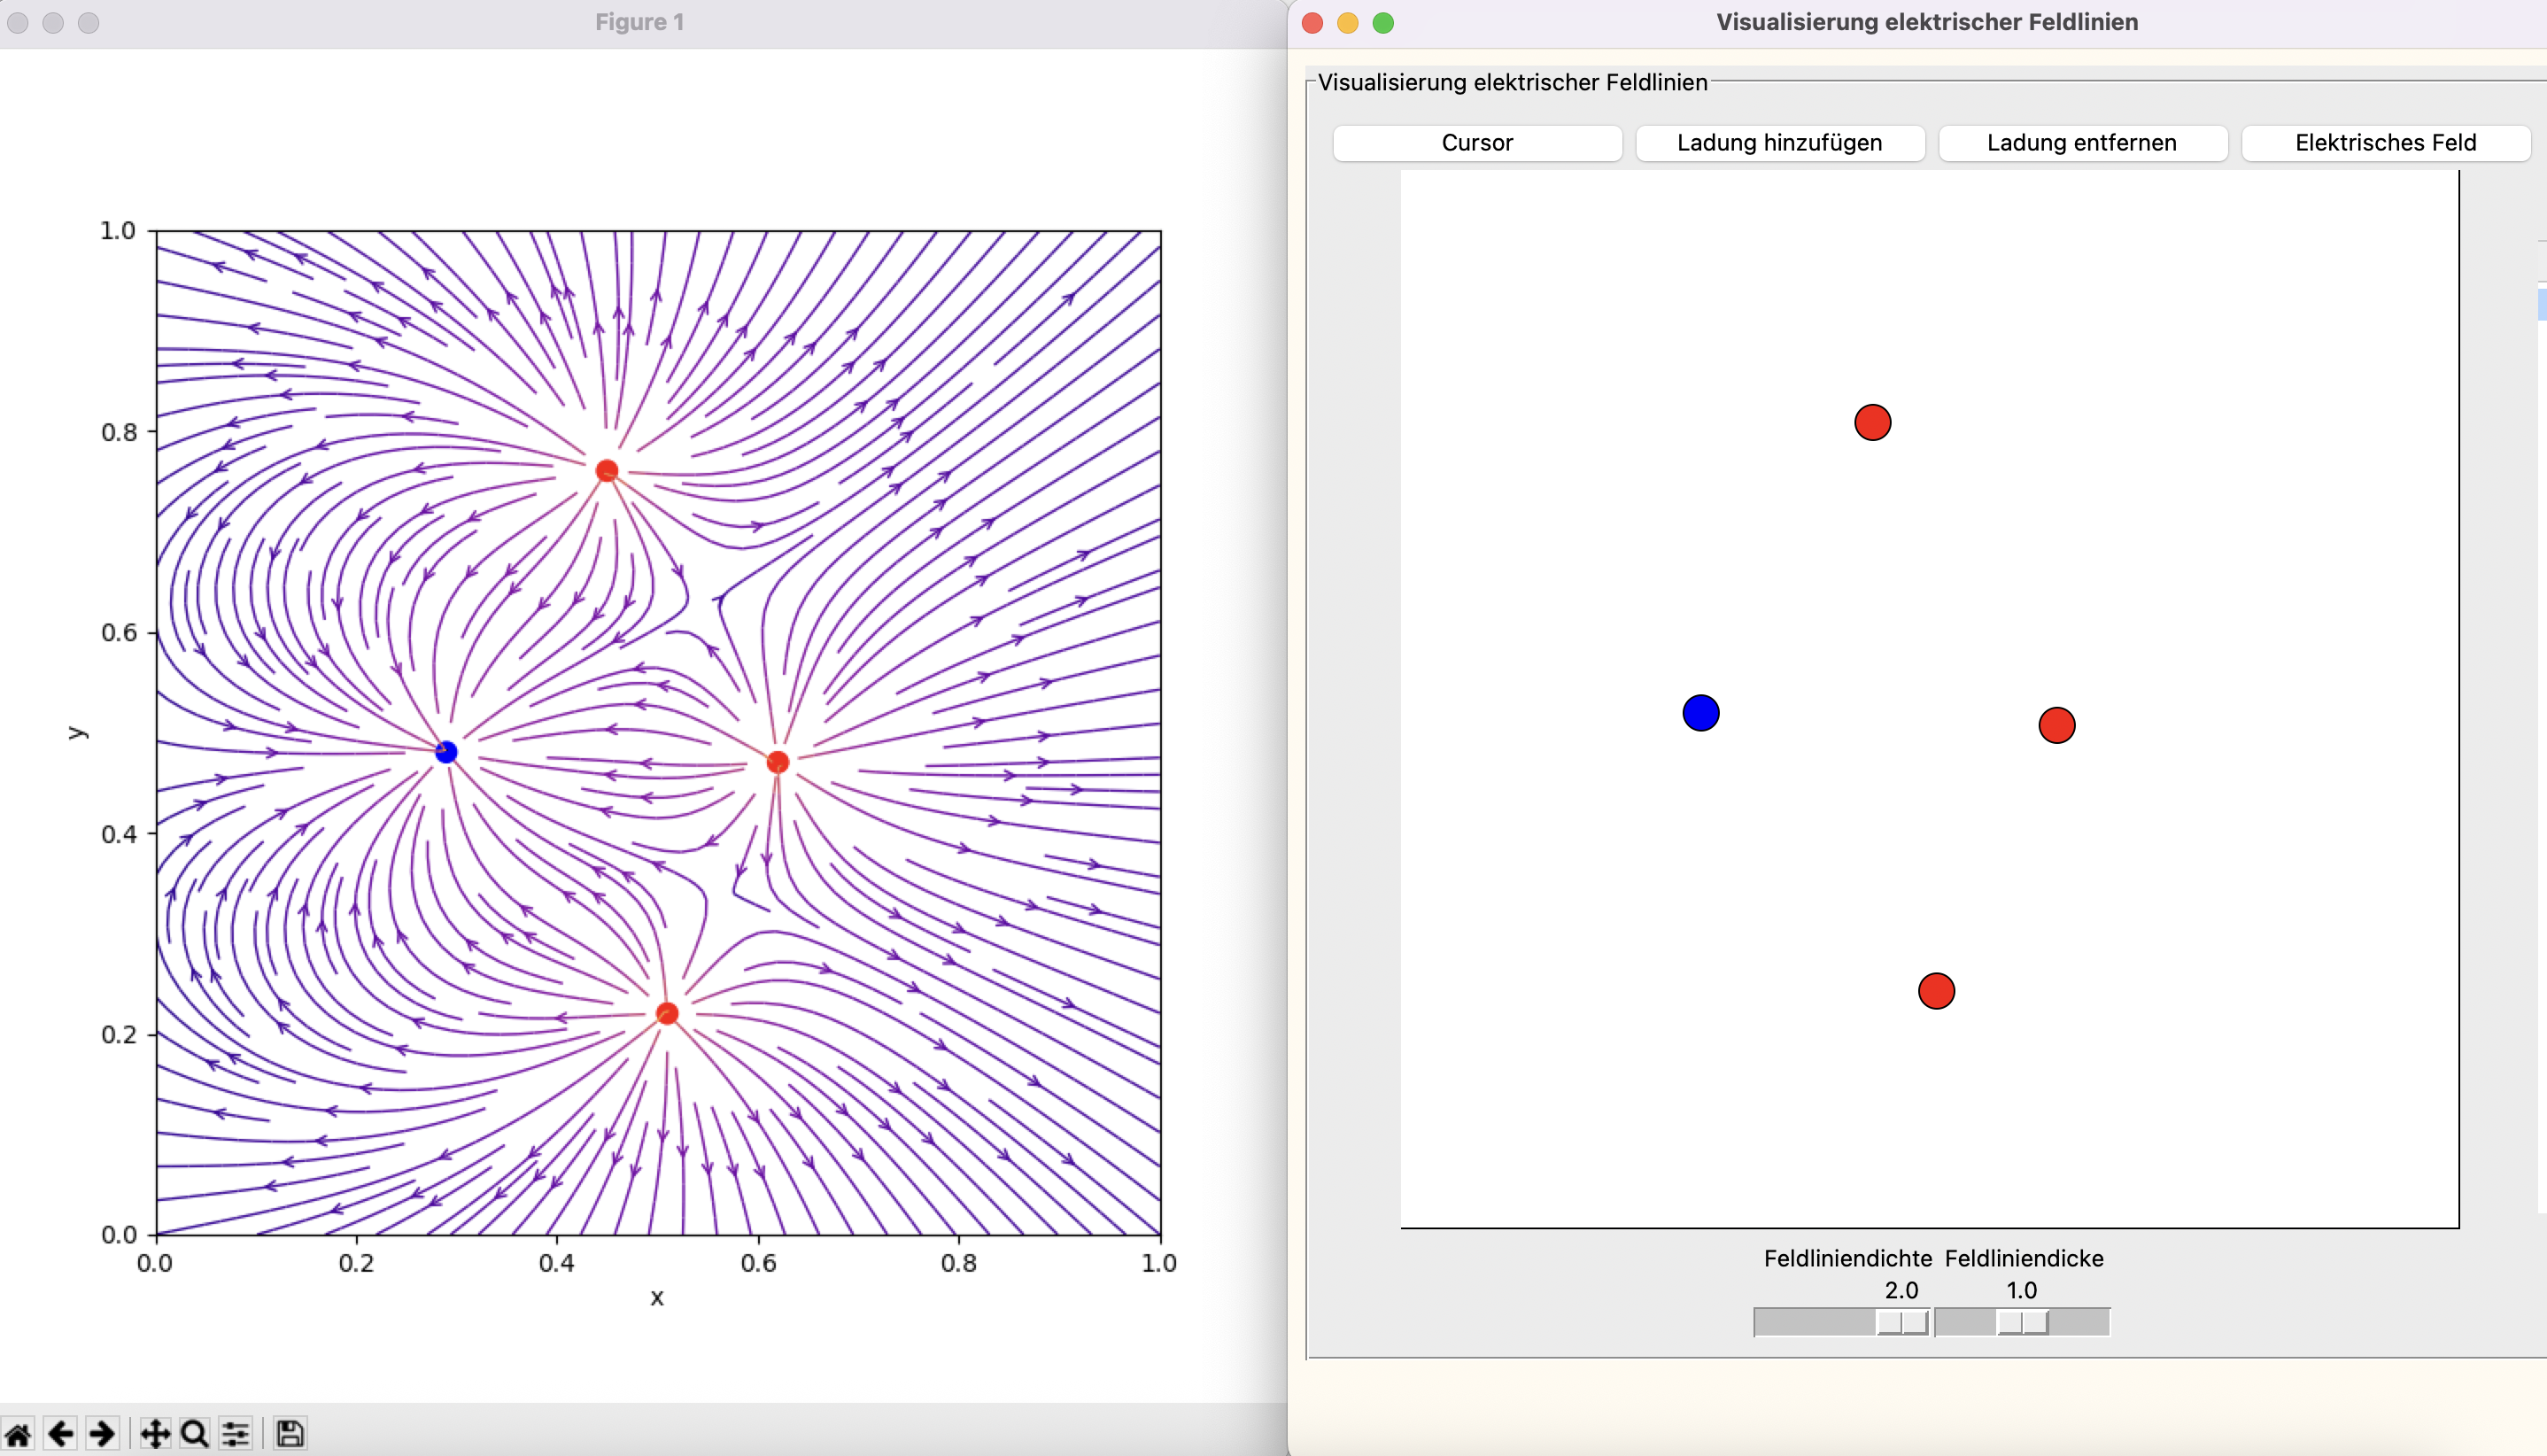 Figure 1
1.0
0.8
0.6
0.4
0.2
0.0
y
0.0 0.2 0.4 0.6 0.8 1.0
x
Visualisierung elektrischer Feldlinien
Visualisierung elektrischer Feldlinien
Cursor Ladung hinzufügen Ladung entfernen Elektrisches Feld
Feldliniendichte Feldliniendicke
2.0 1.0